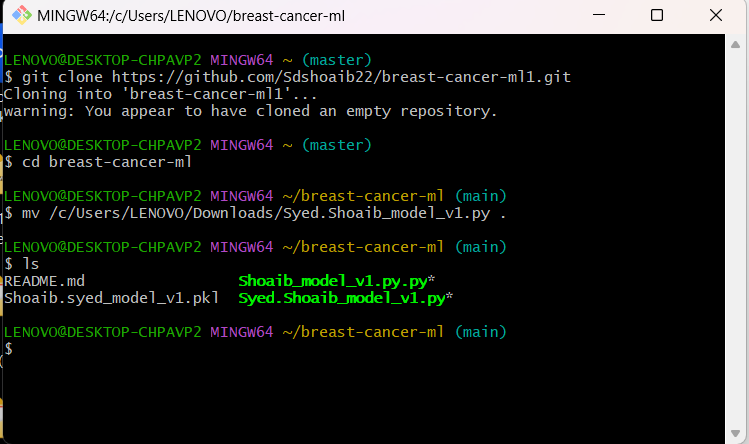 MINGW64:/c/Users/LENOVO/breast-cancer-ml
LENOVO@DESKTOP-CHPAVP2 MINGW64 ~ (master)
$ git clone https://github.com/Sdshoaib22/breast-cancer-ml1.git
Cloning into 'breast-cancer-ml1'...
warning: You appear to have cloned an empty repository.
LENOVO@DESKTOP-CHPAVP2 MINGW64 ~ (master)
$ cd breast-cancer-ml
LENOVO@DESKTOP-CHPAVP2 MINGW64 ~/breast-cancer-ml (main)
$ mv /c/Users/LENOVO/Downloads/Syed.Shoaib_model_v1.py .
LENOVO@DESKTOP-CHPAVP2 MINGW64 ~/breast-cancer-ml (main)
$ ls
README.md Shoaib_model_v1.py.py*
Shoaib.syed_model_v1.pkl Syed.Shoaib_model_v1.py*
LENOVO@DESKTOP-CHPAVP2 MINGW64 ~/breast-cancer-ml (main)
$